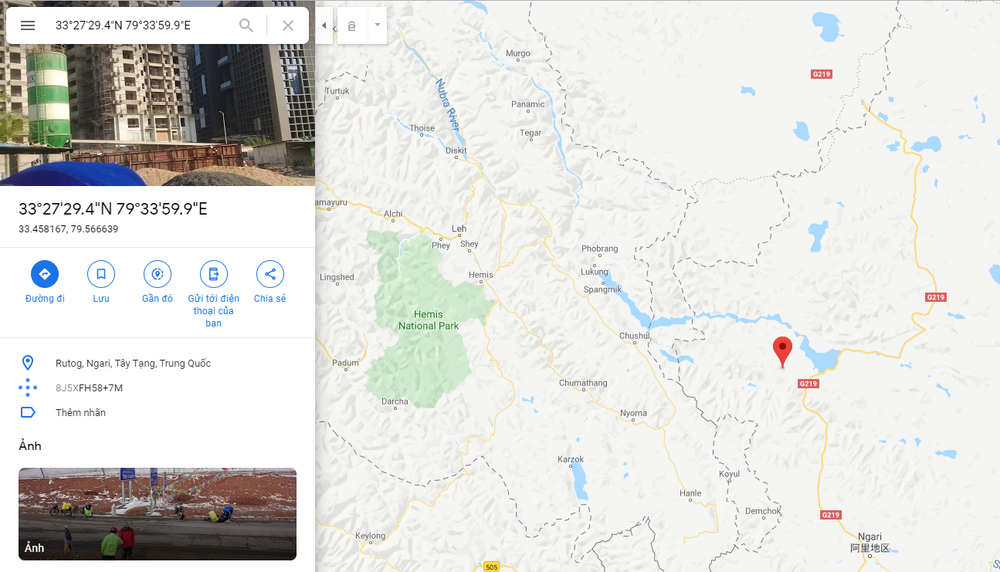 33°27'29.4"N 79°33'59.9"E
33°27'29.4"N 79°33'59.9"E
33.458167, 79.566639
Đường đi
Lưu
Gần đó
Gửi tới điện
thoại của
bạn
Chia sẻ
Rutog, Ngari, Tây Tạng, Trung Quốc
8J5XFH58+7M
Thêm nhãn
Ảnh
Ảnh
ê
Murgo
G219
Turtuk
Nubra River
Panamic
Thoise
Tegar
Diskit
amayuru
Alchi
Leh
Phey
Shey
Phobrang
Lukung
Spangmik
Lingshed
Hemis
G219
Hemis
National Park
Chushul
Padum
Chumathang
G219
Darcha
Nyoma
Karzok
Koyul
Hanle
Demchok
G219
Keylong
Ngari
阿里地区
505